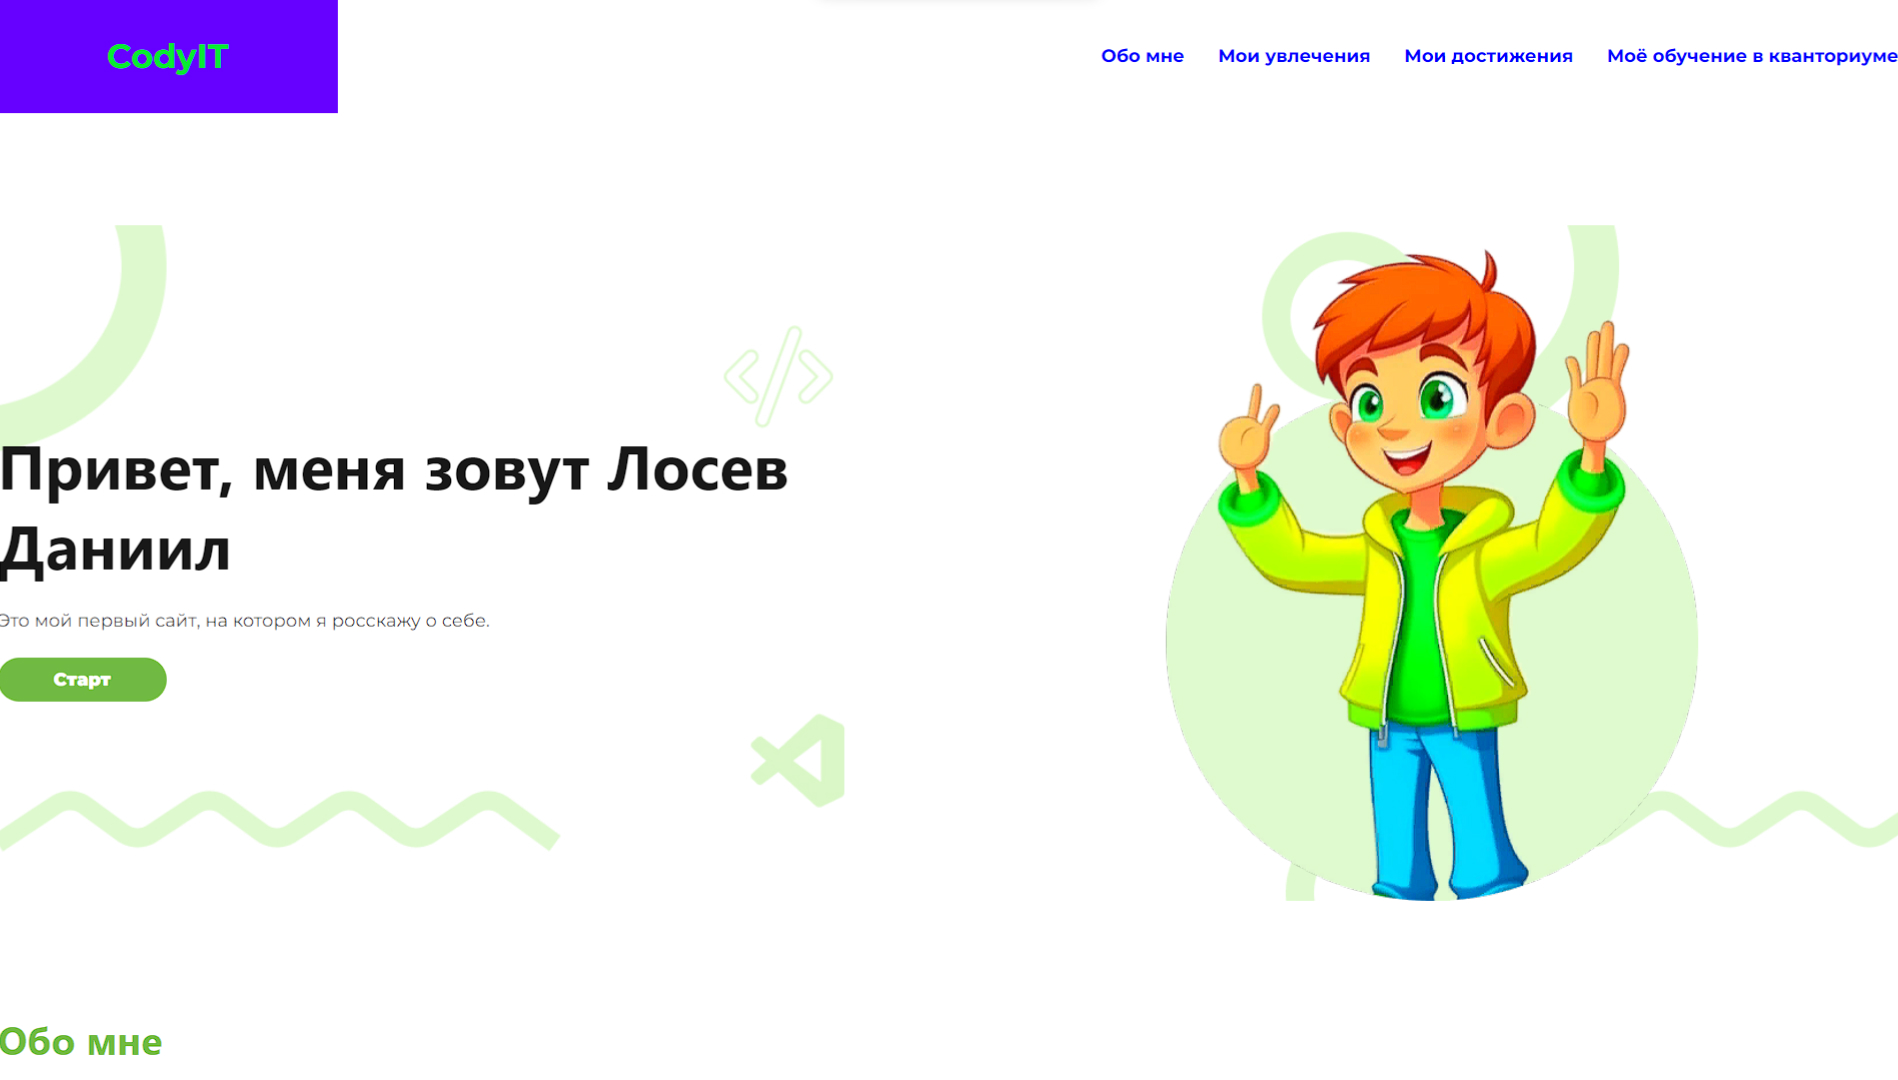 CodyIT
Обо мне
Мои увлечения
Мои достижения
Моё обучение в кванториуме
Привет, меня зовут Лосев
Даниил
Это мой первый сайт, на котором я росскажу о себе.
Старт
Обо мне